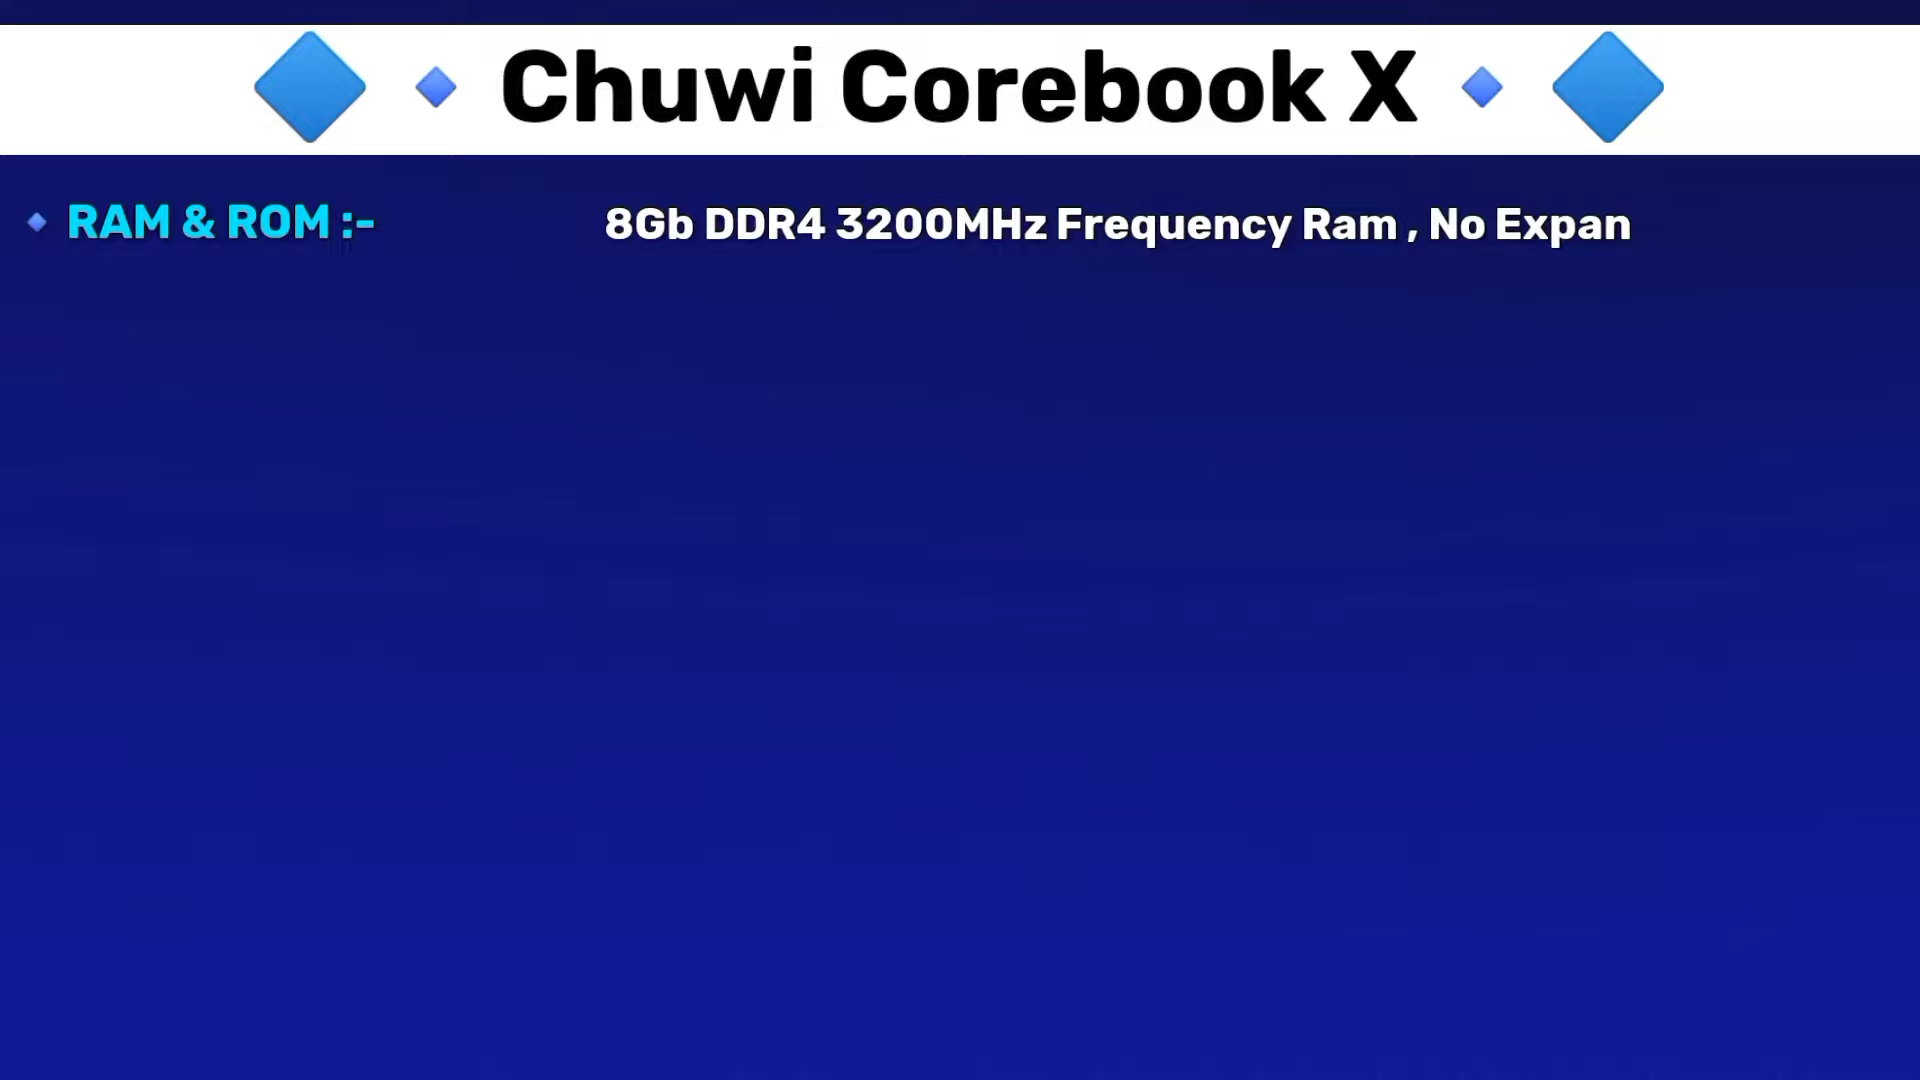 Chuwi Corebook X
RAM & ROM :- 8Gb DDR4 3200MHz Frequency Ram , No Expan